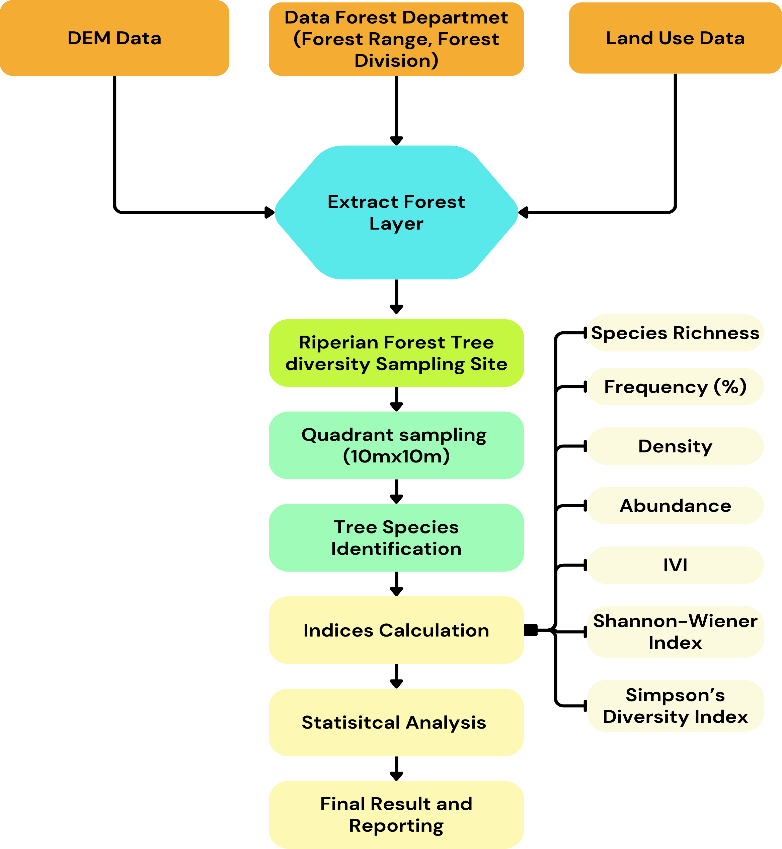 DEM Data
Data Forest Departmet
(Forest Range, Forest
Division)
Land Use Data
Extract Forest
Layer
Riperian Forest Tree
diversity Sampling Site
Quadrant sampling
(10mx10m)
Tree Species
Identification
Indices Calculation
Statisitcal Analysis
Final Result and
Reporting
Species Richness
Frequency (%)
Density
Abundance
IVI
Shannon-Wiener
Index
Simpson's
Diversity Index